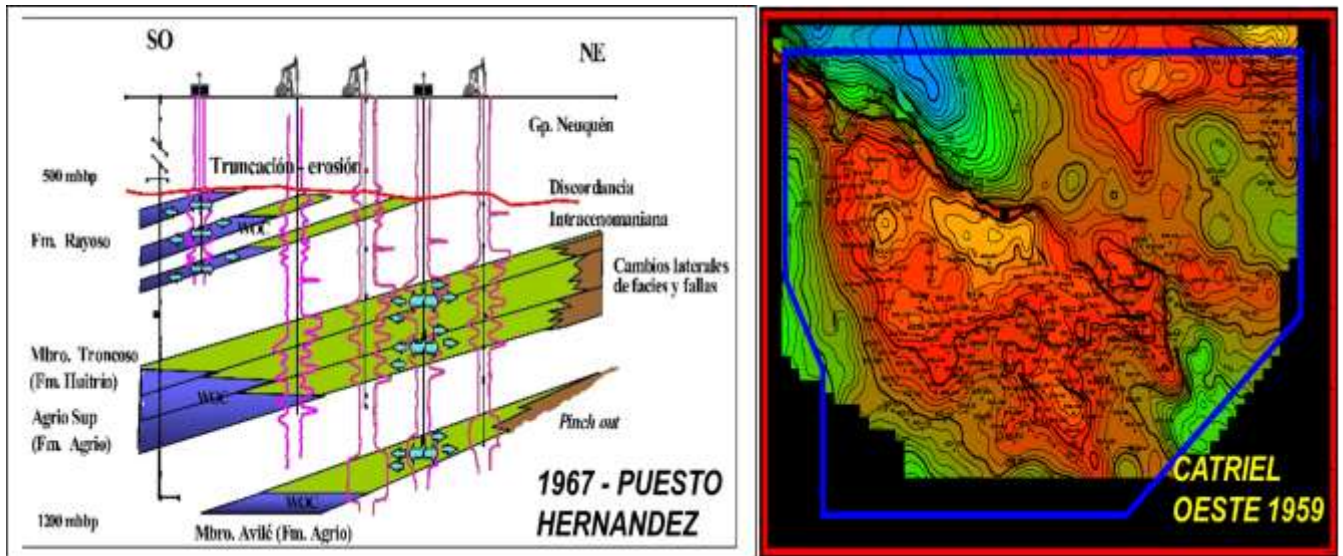 SO
NE
Gp. Neuquén
Truncación - erosión
500 mbbp
Discordancia
Intracenomaniana
WOC
Fm. Rayoso
Cambios laterales
de facies y fallas
Mbro. Troncoso
(Fm. Huitrio)
WOC
Agrio Sup
(Fm. Agrio)
Pinch out
WOC
1200 mbbp
Mbro. Avilé (Fm. Agrio)
1967 - PUESTO
HERNANDEZ
CATRIEL
OESTE 1959